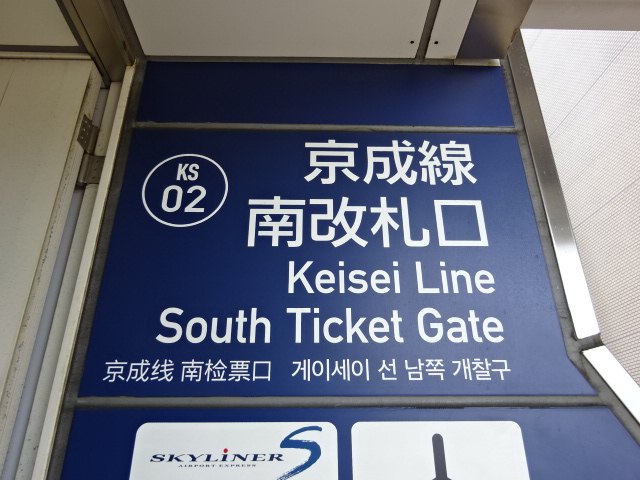 KS
02
京成線
南改札口
Keisei Line
South Ticket Gate
京成线 南检票口 게이세이 선 남쪽 개찰구
SKYLINER
AIRPORT EXPRESS